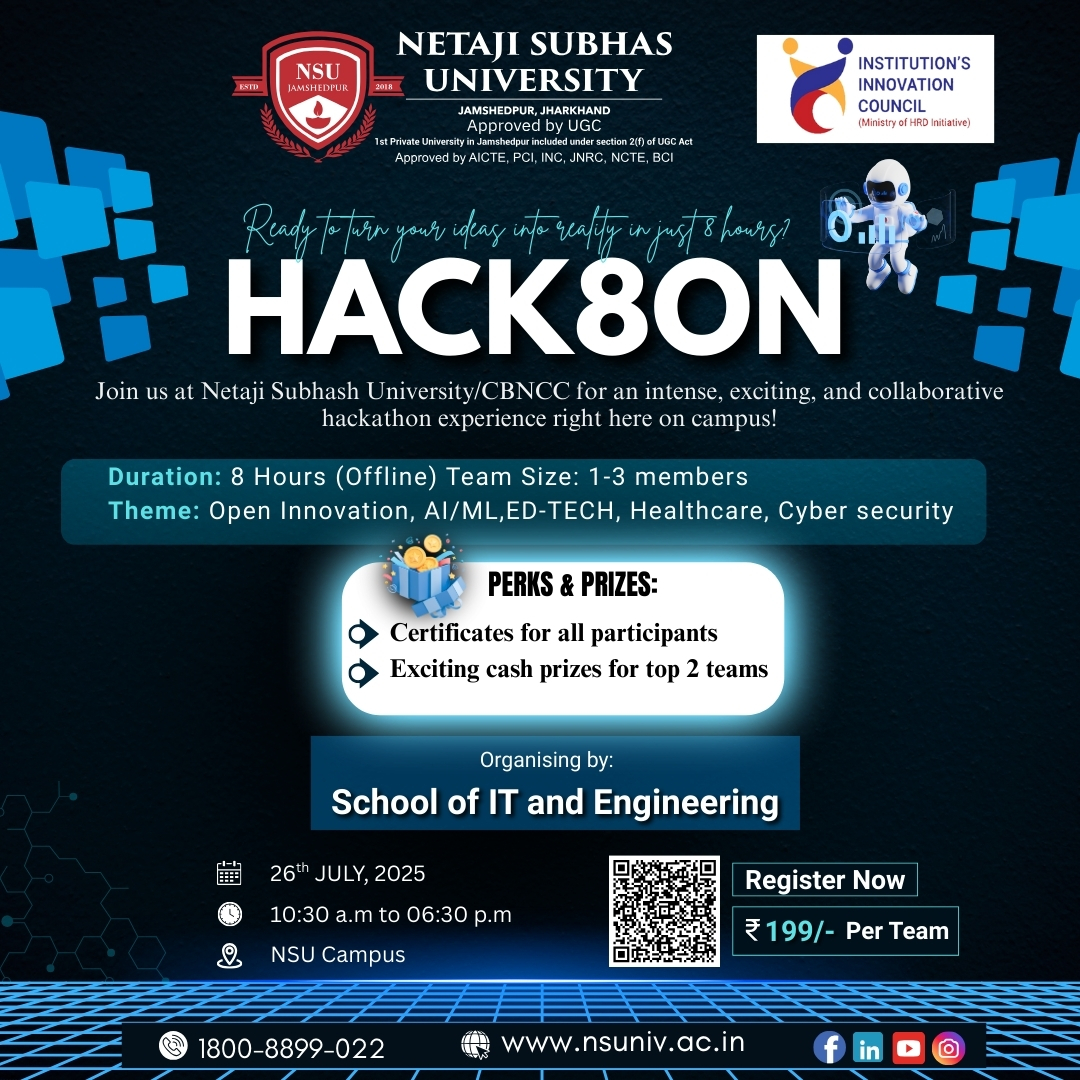 NSU
JAMSHEDPUR
ESTD
2018
NETAJI SUBHAS
UNIVERSITY
JAMSHEDPUR, JHARKHAND
Approved by UGC
1st Private University in Jamshedpur included under section 2(f) of UGC Act
Approved by AICTE, PCI, INC, JNRC, NCTE, BCI
INSTITUTION'S
INNOVATION
COUNCIL
(Ministry of HRD Initiative)
Ready to turn your ideas into reality in just 8 hours?
HACK8ON
Join us at Netaji Subhash University/CBNCC for an intense, exciting, and collaborative
hackathon experience right here on campus!
Duration: 8 Hours (Offline) Team Size: 1-3 members
Theme: Open Innovation, AI/ML,ED-TECH, Healthcare, Cyber security
PERKS & PRIZES:
Certificates for all participants
Exciting cash prizes for top 2 teams
Organising by:
School of IT and Engineering
26th JULY, 2025
10:30 a.m to 06:30 p.m
NSU Campus
Register Now
₹ 199/- Per Team
1800-8899-022
www.nsuniv.ac.in